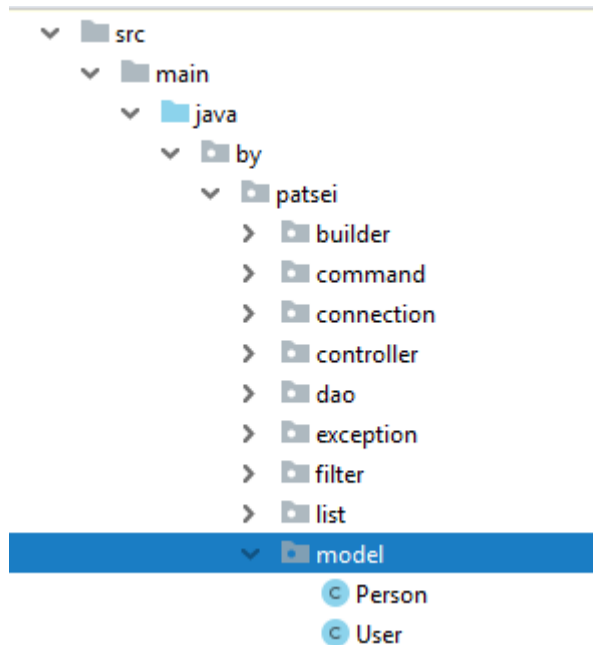 src
main
java
by
patsei
builder
command
connection
controller
dao
exception
filter
list
model
C Person
C User